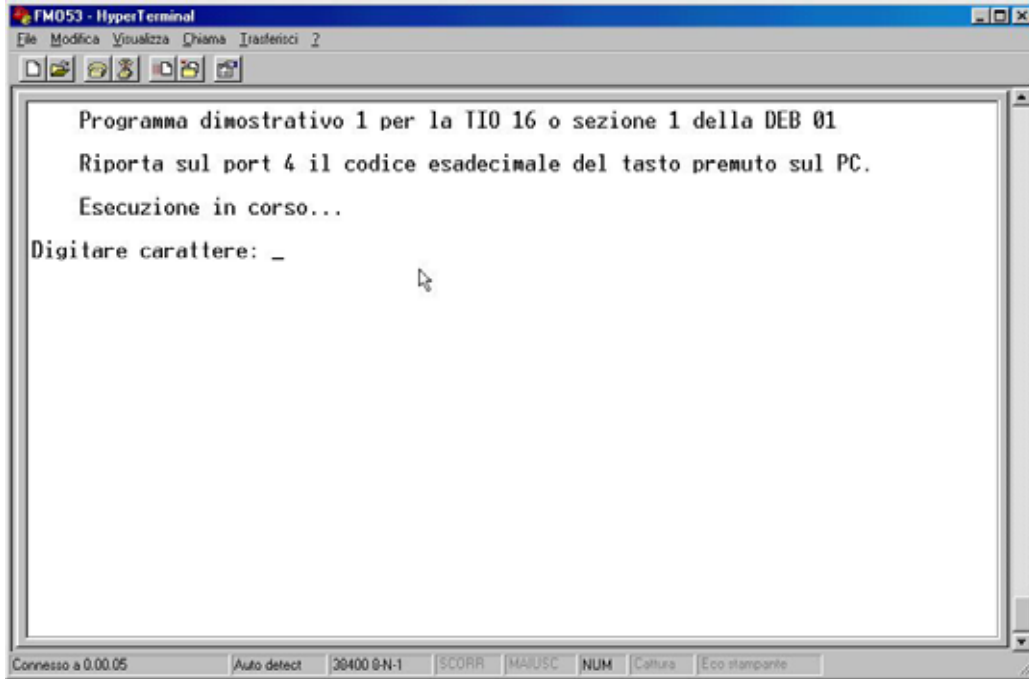 FM053 - HyperTerminal
File Modifica Visualizza Chiama Trasferisci ?
Programma dimostrativo 1 per la TIO 16 o sezione 1 della DEB 01
Riporta sul port 4 il codice esadecimale del tasto premuto sul PC.
Esecuzione in corso...
Digitare carattere: _
Connesso a 0.00.05 Auto detect 38400 8-N-1 SCORR MAIUSC NUM Cattura Eco stampante